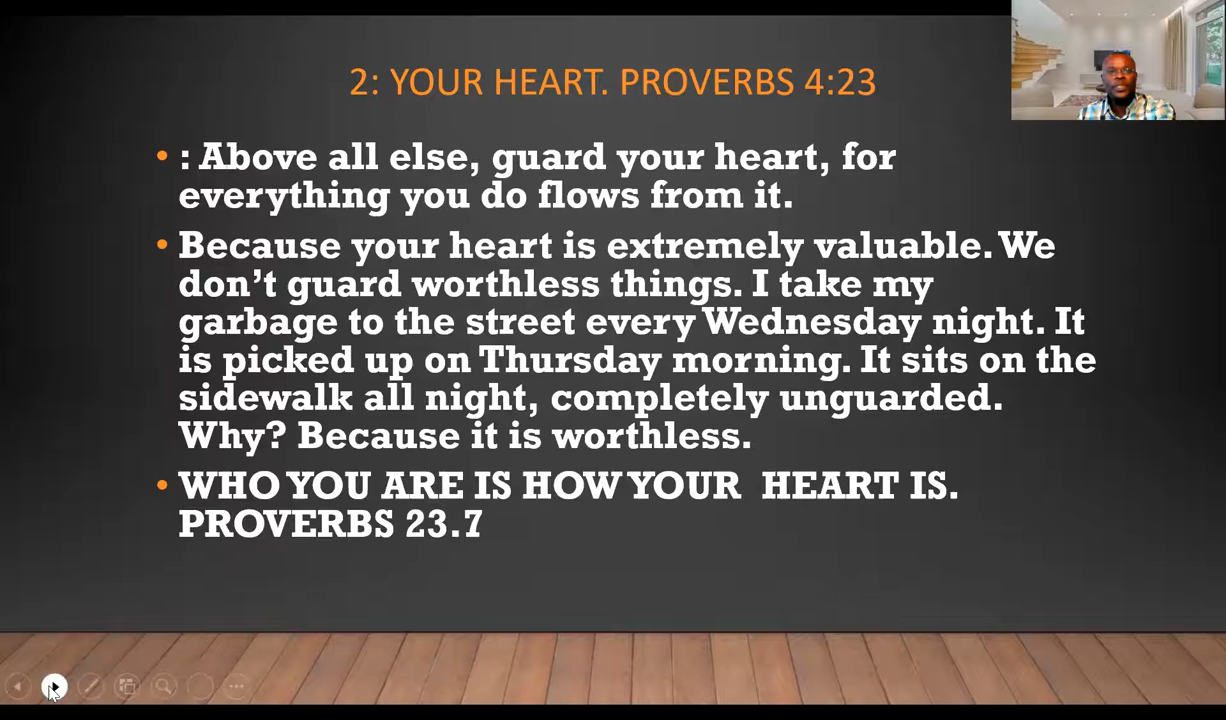 2: YOUR HEART. PROVERBS 4:23
: Above all else, guard your heart, for
everything you do flows from it.
Because your heart is extremely valuable. We
don’t guard worthless things. I take my
garbage to the street every Wednesday night. It
is picked up on Thursday morning. It sits on the
sidewalk all night, completely unguarded.
Why? Because it is worthless.
WHO YOU ARE IS HOW YOUR HEART IS.
PROVERBS 23.7